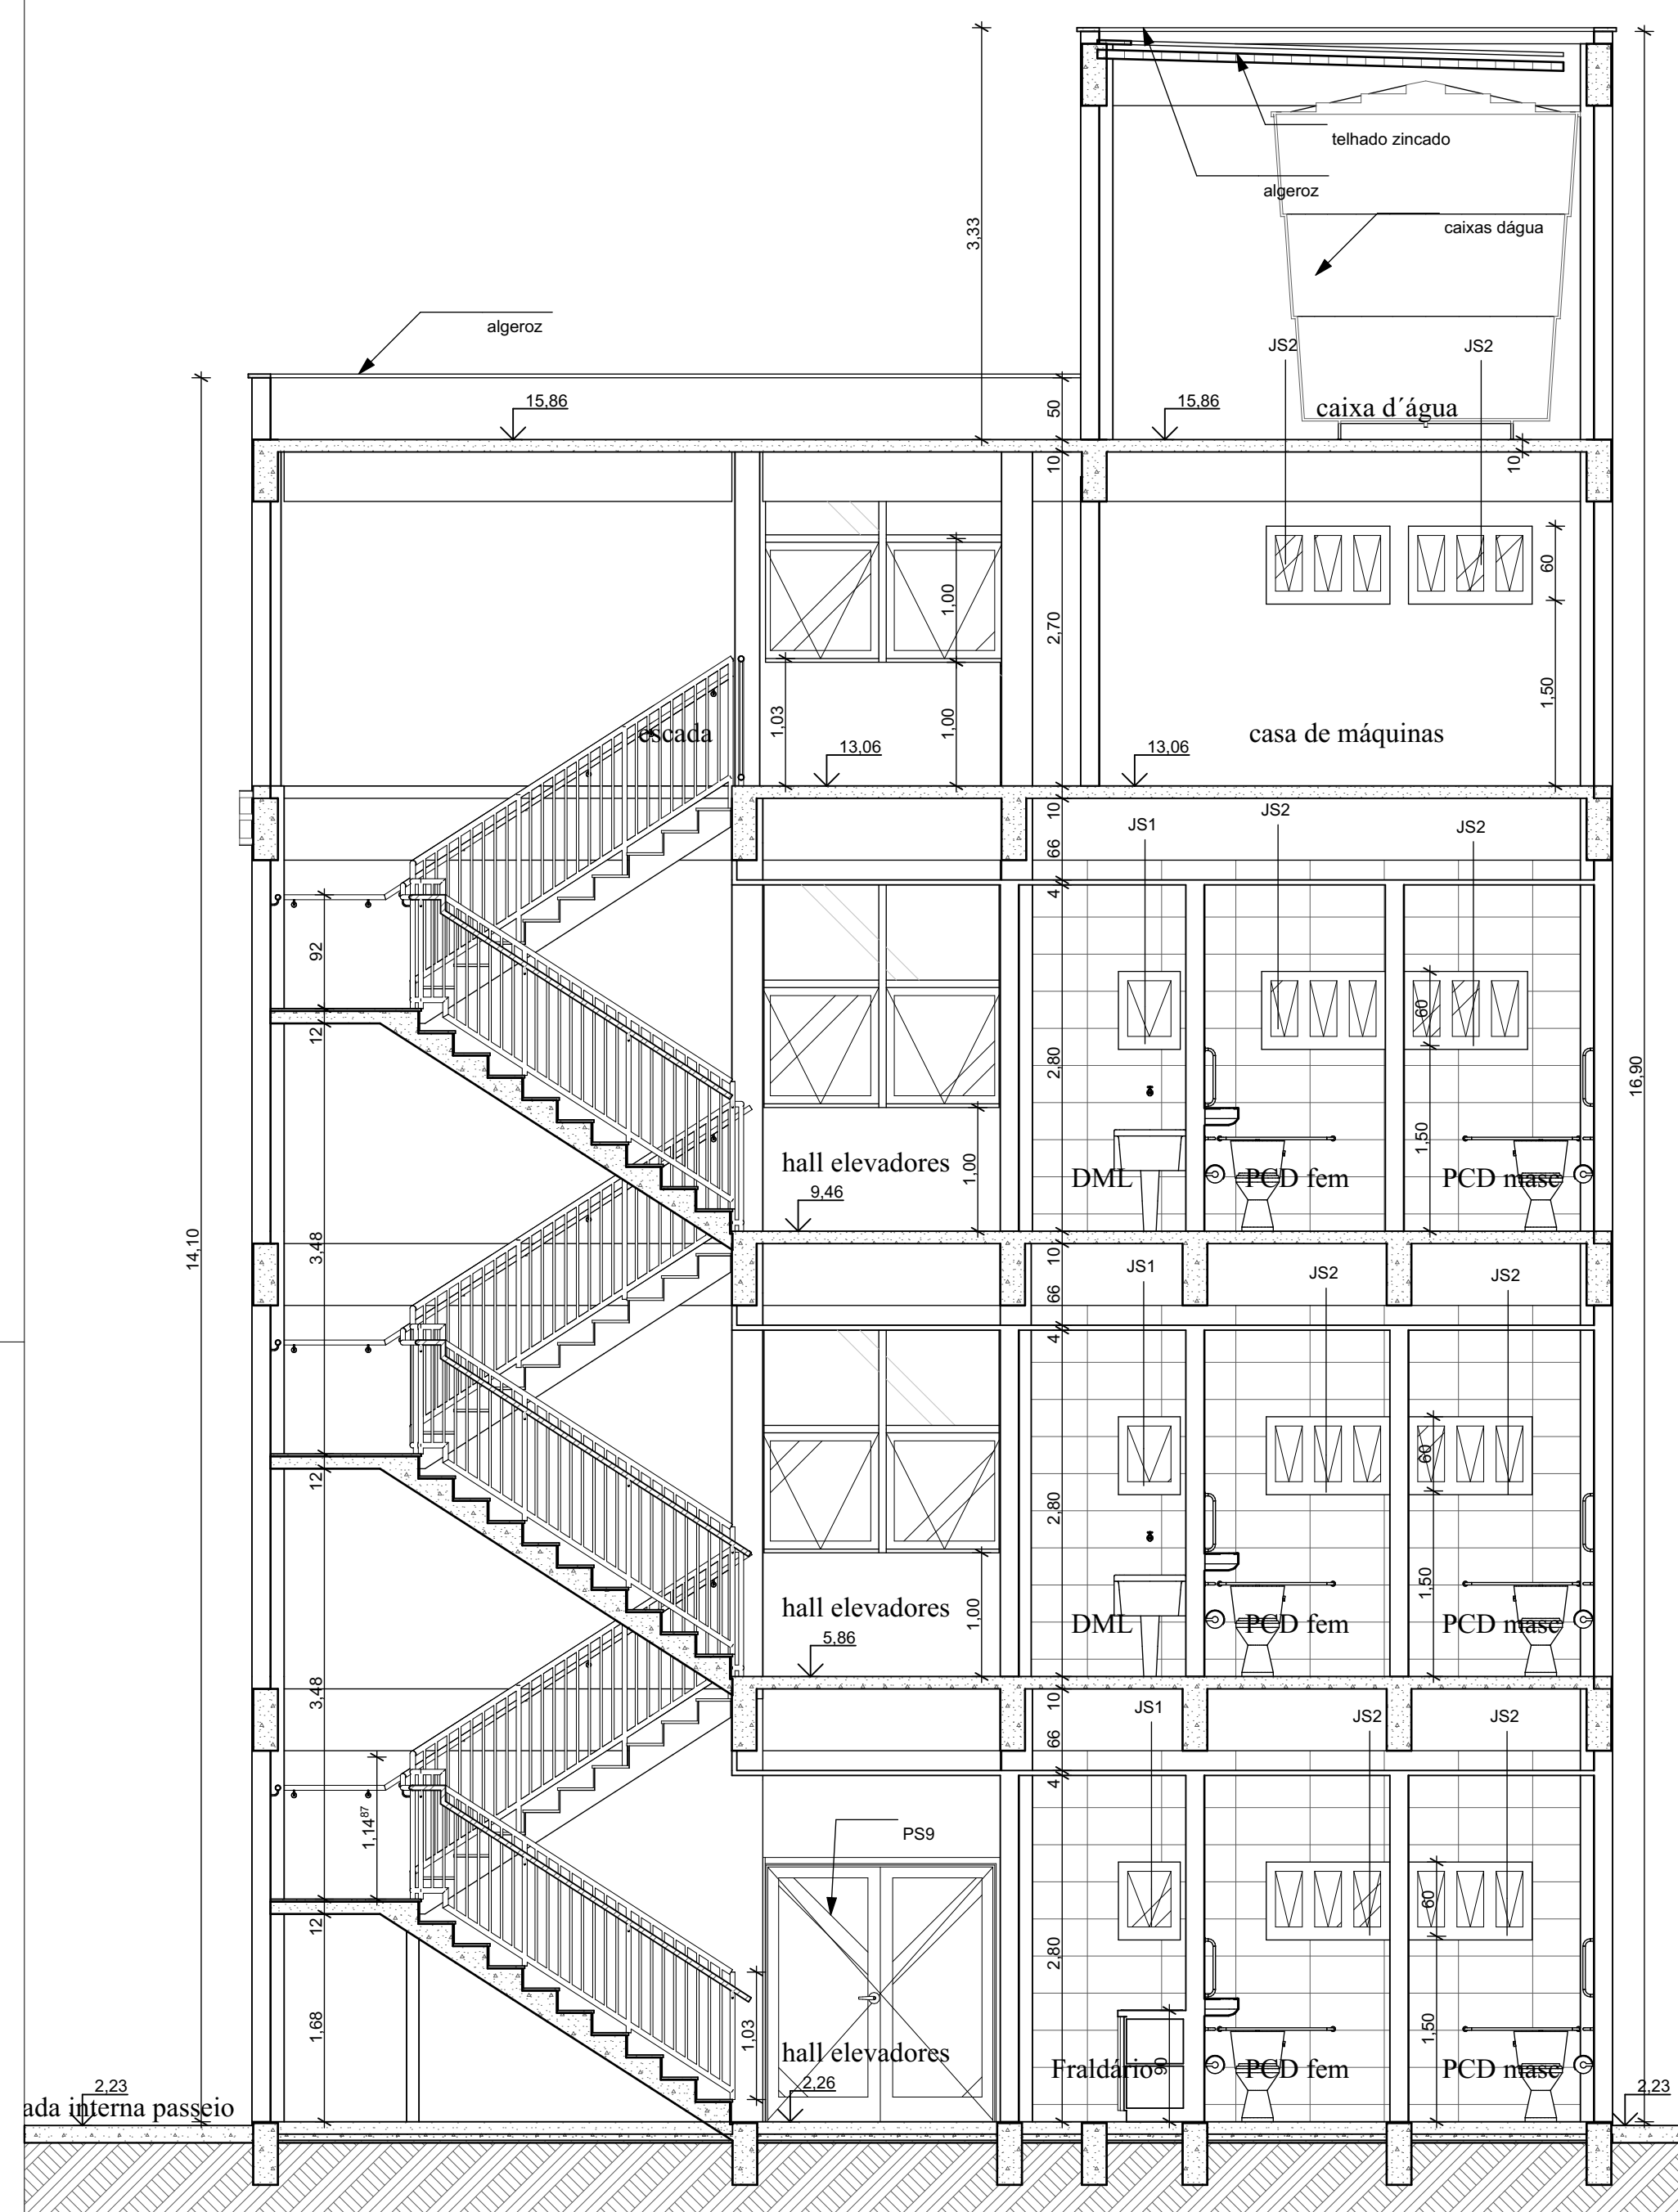 telhado zincado
algeroz
3,33
caixas dágua
algeroz
JS2
JS2
15,86
50
15,86
caixa d´água
10
10
60
1,00
2,70
1,50
1,03
1,00
escada
casa de máquinas
13,06
13,06
10
JS1
JS2
JS2
66
4
92
60
12
2,80
16,90
1,50
hall elevadores
1,00
DML
PCD fem
PCD masc
9,46
14,10
3,48
10
JS1
JS2
JS2
66
4
60
12
2,80
1,50
hall elevadores
1,00
DML
PCD fem
PCD masc
5,86
3,48
10
JS1
JS2
JS2
66
4
1,14⁸⁷
PS9
60
12
2,80
1,68
1,03
1,50
hall elevadores
Fraldário
90
PCD fem
PCD masc
2,23
2,26
2,23
ada interna passeio